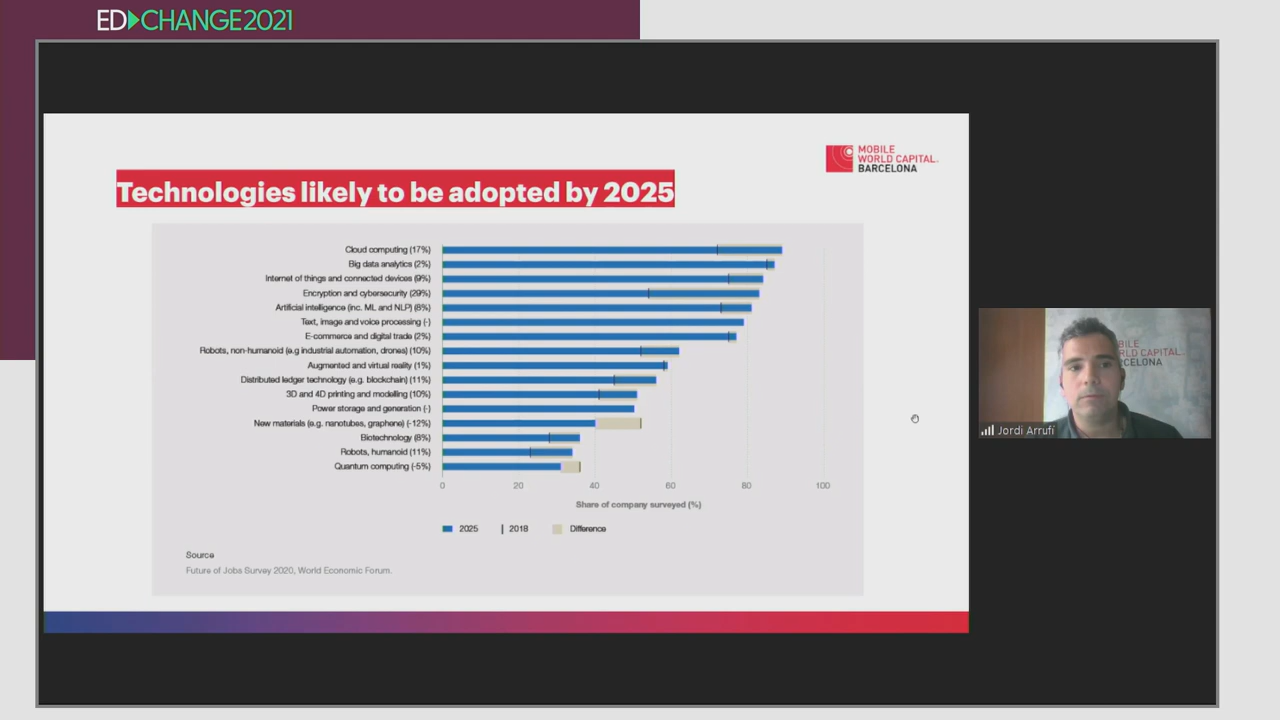 ED CHANGE2021
MOBILE
WORLD CAPITAL.
BARCELONA
Technologies likely to be adopted by 2025
Cloud computing (17%)
Big data analytics (2%)
Internet of things and connected devices (9%)
Encryption and cybersecurity (29%)
Artificial intelligence (inc. ML and NLP) (8%)
Text, image and voice processing (-)
E-commerce and digital trade (2%)
Robots, non-humanoid (e.g industrial automation, drones) (10%)
Augmented and virtual reality (1%)
Distributed ledger technology (e.g. blockchain) (11%)
3D and 4D printing and modelling (10%)
Power storage and generation (-)
New materials (e.g. nanotubes, graphene) (-12%)
Biotechnology (8%)
Robots, humanoid (11%)
Quantum computing (-5%)
0 20 40 60 80 100
Share of company surveyed (%)
2025 2018 Difference
Source
Future of Jobs Survey 2020, World Economic Forum.
BILE
RLD CAPITAL.
CELONA
Jordi Arrufí